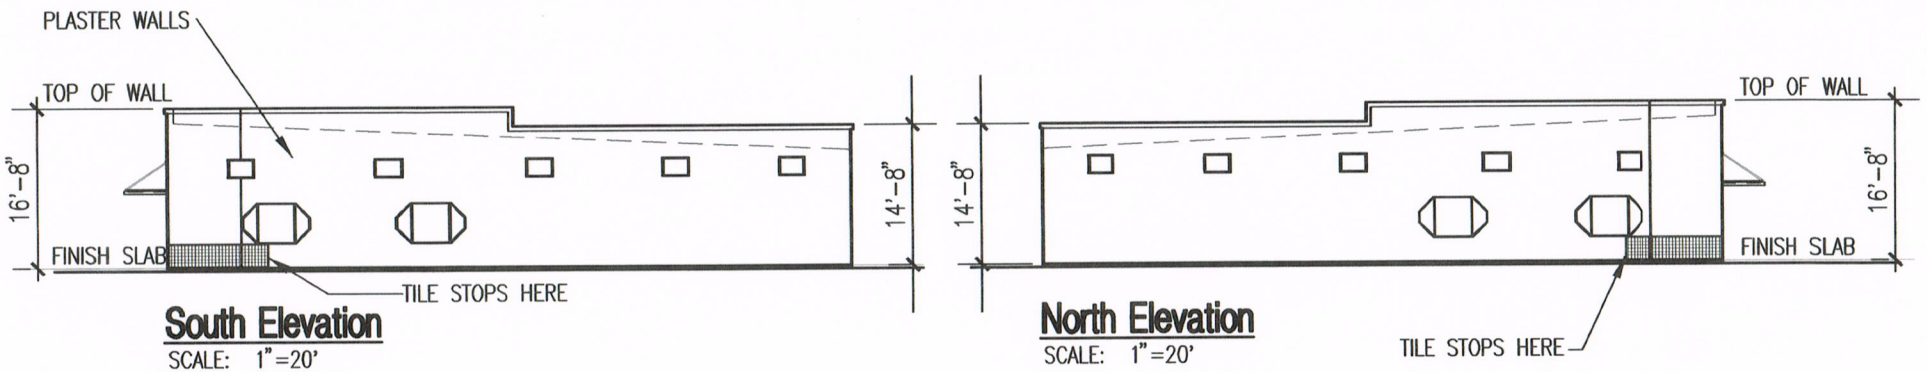 PLASTER WALLS
TOP OF WALL
16'-8"
FINISH SLAB
14'-8"
TILE STOPS HERE
South Elevation
SCALE: 1"=20'
14'-8"
TOP OF WALL
16'-8"
FINISH SLAB
North Elevation
SCALE: 1"=20'
TILE STOPS HERE